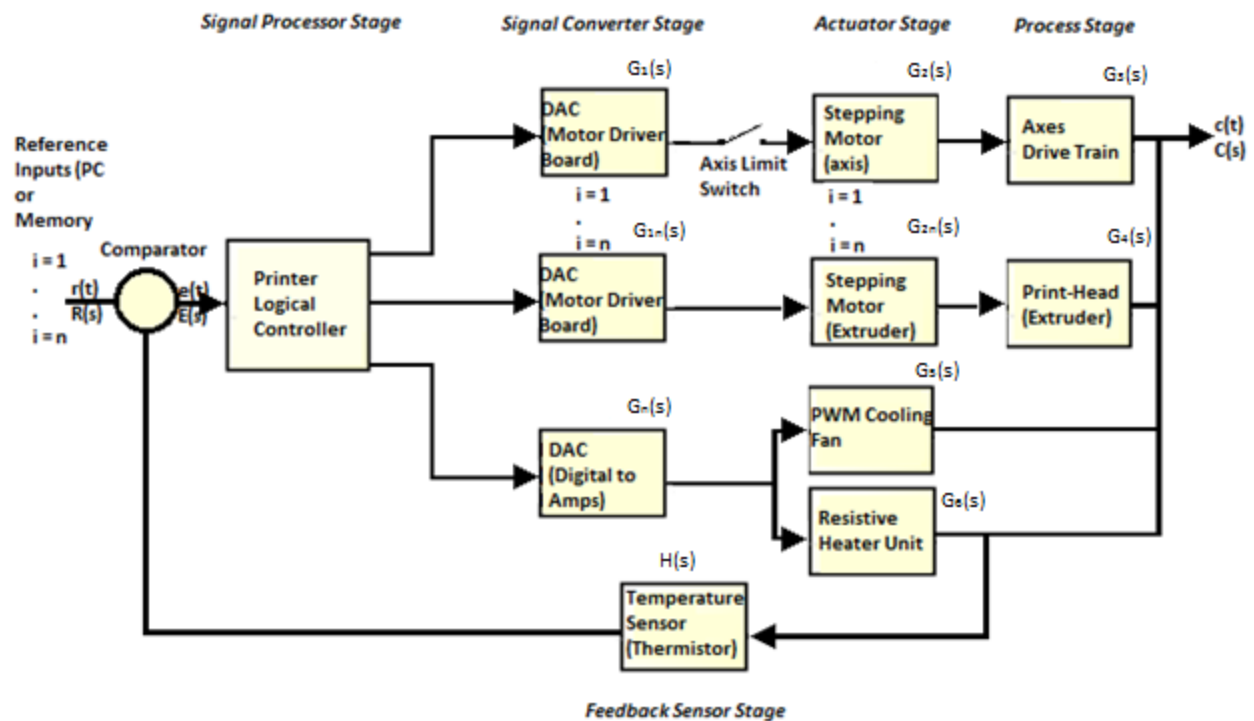 Signal Processor Stage
Signal Converter Stage
Actuator Stage
Process Stage
G₁(s)
G₂(s)
G₃(s)
Reference
Inputs (PC
or
Memory
i = 1
.
.
i = n
Comparator
r(t)
R(s)
e(t)
E(s)
Printer
Logical
Controller
DAC
(Motor Driver
Board)
Axis Limit
Switch
Stepping
Motor
(axis)
Axes
Drive Train
c(t)
C(s)
i = 1
.
i = n
i = 1
.
i = n
G₁ₙ(s)
G₂ₙ(s)
G₄(s)
DAC
(Motor Driver
Board)
Stepping
Motor
(Extruder)
Print-Head
(Extruder)
Gₙ(s)
G₅(s)
DAC
(Digital to
Amps)
PWM Cooling
Fan
G₆(s)
Resistive
Heater Unit
H(s)
Temperature
Sensor
(Thermistor)
Feedback Sensor Stage